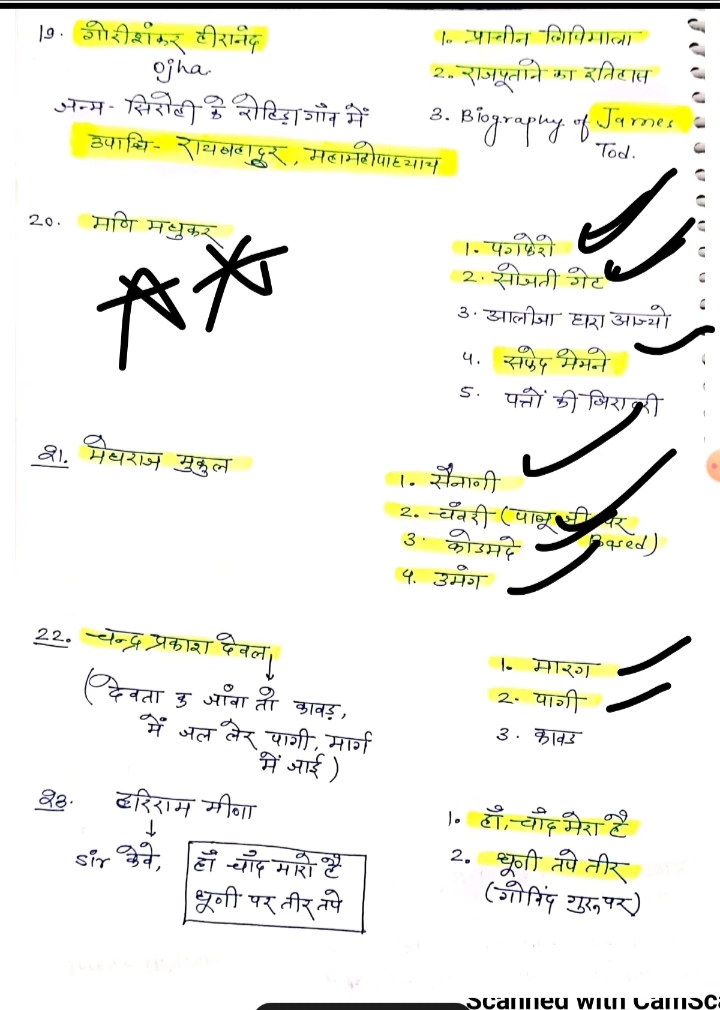 19. गोरीशंकर हीरानंद
ojha
जन्म - सिरोही के रोहिड़ा गाँव में
उपाधि - रायबहादुर, महामहोपाध्याय
1. प्राचीन लिपिमाला
2. राजपूताने का इतिहास
3. Biography of James
Tod.
20. मणि मधुकर
1. पगफेरो
2. सोजती गेट
3. आलीजा द्वारा आज्यो
4. सफेद मेमने
5. पत्तों की बिरादरी
21. मेघराज मुकुल
1. सैनाणी
2. चंवरी (पाबू जी पर
Based)
3. कोडमदे
4. उमंग
22. चन्द्र प्रकाश देवल
(देवता कु जांवा तो कावड़,
में जल लेर पागी, मार्ग
में जाई)
1. मारग
2. पागी
3. कावड
23. हरिराम मीणा
sir केवे,
हाँ चाँद मारो है
धूणी पर तीर तपे
1. हाँ, चाँद मेरा है
2. धूणी तपे तीर
(गोविंद गुरु पर)
Scanned with CamSc